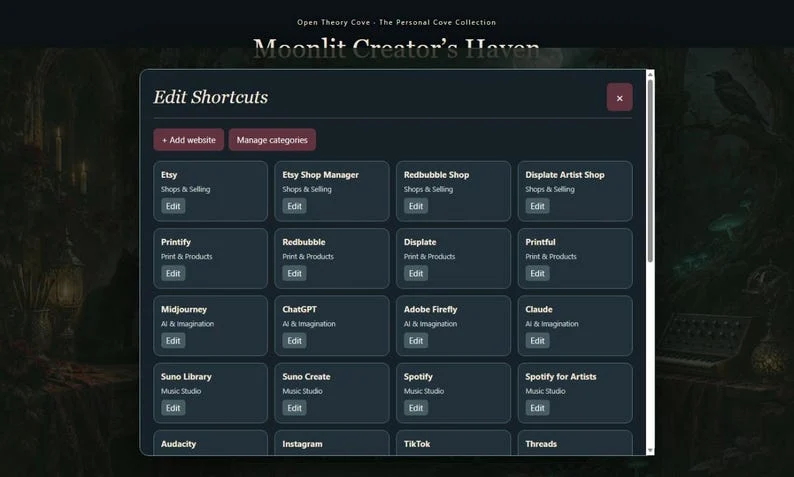 Open Theory Cove · The Personal Cove Collection
Moonlit Creator’s Haven
Edit Shortcuts
×
+ Add website
Manage categories
Etsy
Shops & Selling
Edit
Etsy Shop Manager
Shops & Selling
Edit
Redbubble Shop
Shops & Selling
Edit
Displate Artist Shop
Shops & Selling
Edit
Printify
Print & Products
Edit
Redbubble
Print & Products
Edit
Displate
Print & Products
Edit
Printful
Print & Products
Edit
Midjourney
AI & Imagination
Edit
ChatGPT
AI & Imagination
Edit
Adobe Firefly
AI & Imagination
Edit
Claude
AI & Imagination
Edit
Suno Library
Music Studio
Edit
Suno Create
Music Studio
Edit
Spotify
Music Studio
Edit
Spotify for Artists
Music Studio
Edit
Audacity
Instagram
TikTok
Threads